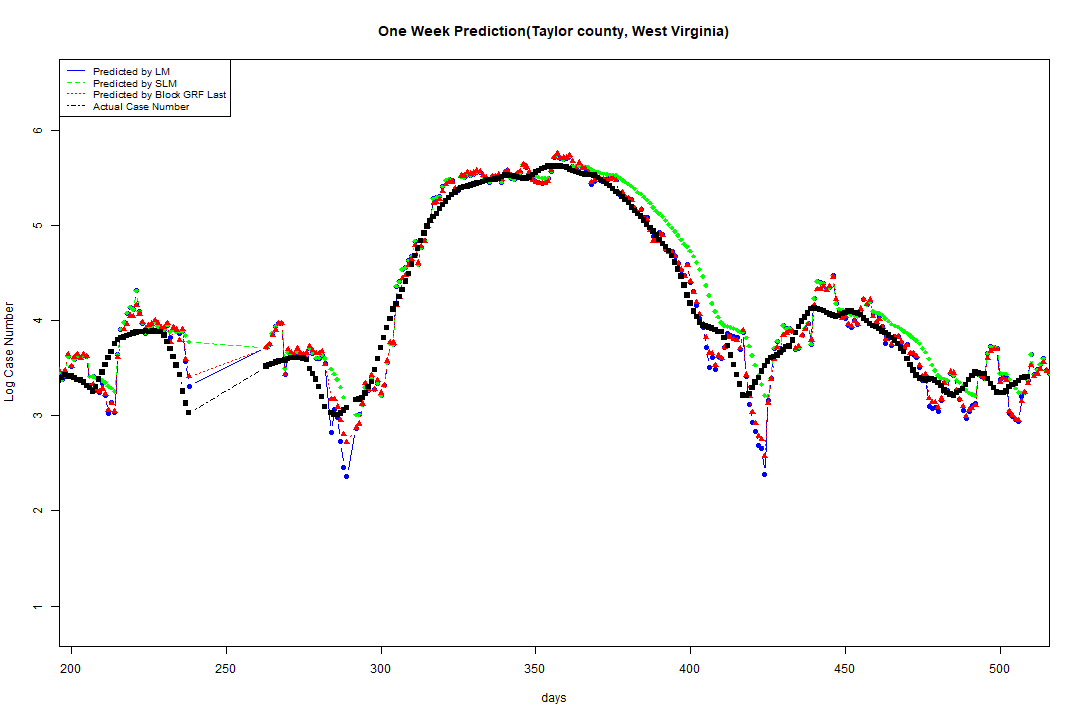 One Week Prediction(Taylor county, West Virginia)
Predicted by LM
Predicted by SLM
Predicted by Block GRF Last
Actual Case Number
Log Case Number
6
5
4
3
2
1
200 250 300 350 400 450 500
days